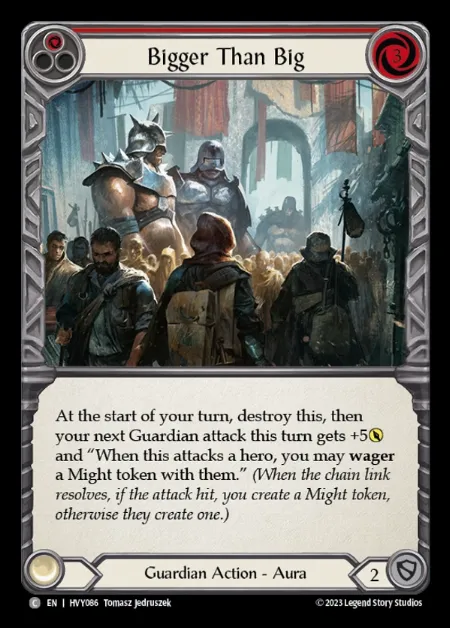 Bigger Than Big
3
At the start of your turn, destroy this, then
your next Guardian attack this turn gets +5
and “When this attacks a hero, you may wager
a Might token with them.” (When the chain link
resolves, if the attack hit, you create a Might token,
otherwise they create one.)
Guardian Action - Aura
2
C EN | HVY086 Tomasz Jedruszek
©2023 Legend Story Studios